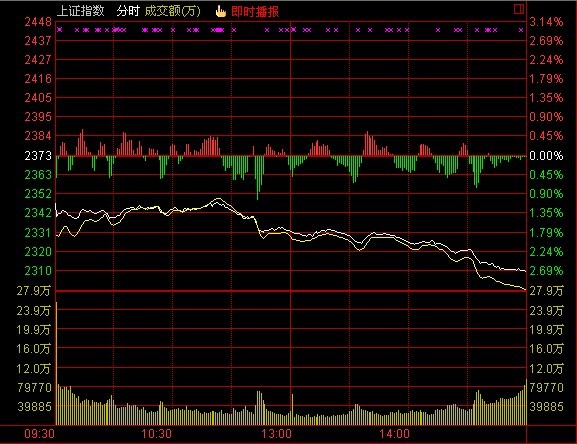 上证指数 分时 成交额(万) 即时播报
2448 3.14%
2437 2.69%
2427 2.24%
2416 1.79%
2405 1.35%
2395 0.90%
2384 0.45%
2373 0.00%
2363 0.45%
2352 0.90%
2342 1.35%
2331 1.79%
2320 2.24%
2310 2.69%
27.9万 27.9万
23.9万 23.9万
19.9万 19.9万
16.0万 16.0万
12.0万 12.0万
79770 79770
39885 39885
09:30 10:30 13:00 14:00